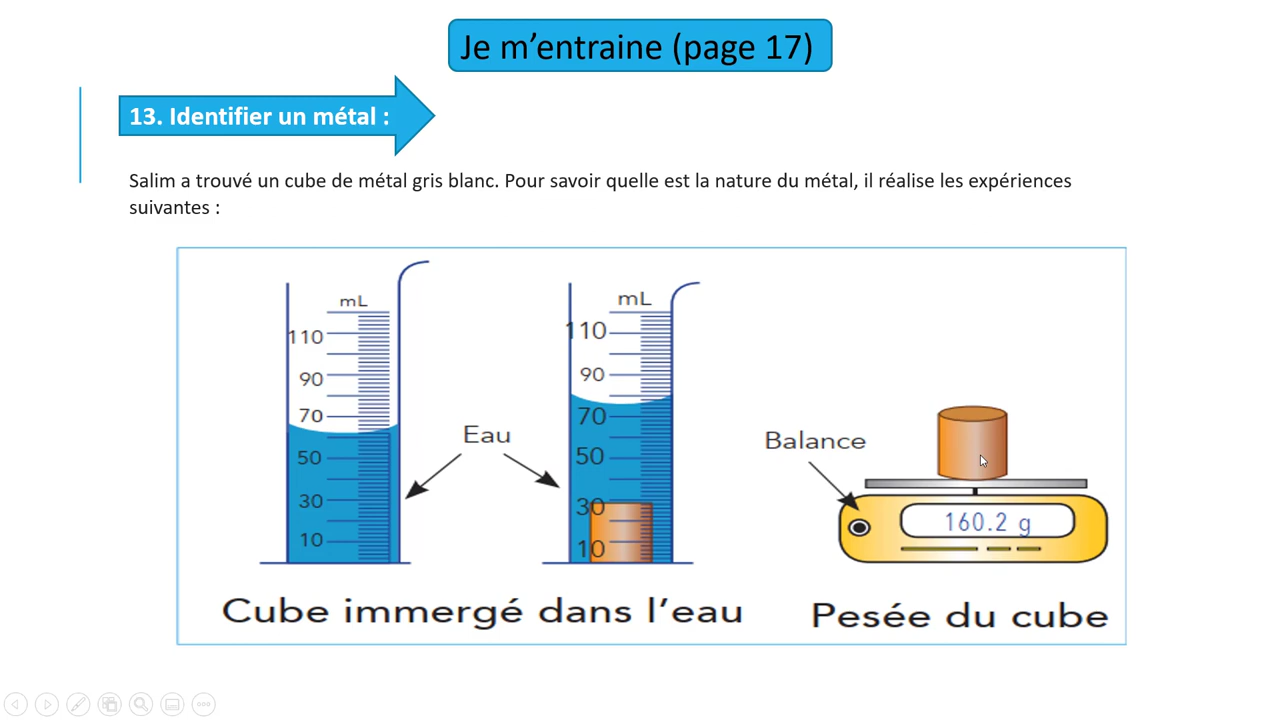 Je m’entraine (page 17)
13. Identifier un métal :
Salim a trouvé un cube de métal gris blanc. Pour savoir quelle est la nature du métal, il réalise les expériences
suivantes :
mL
110
90
70
50
30
10
Eau
mL
110
90
70
50
30
10
Balance
160.2 g
Cube immergé dans l’eau
Pesée du cube